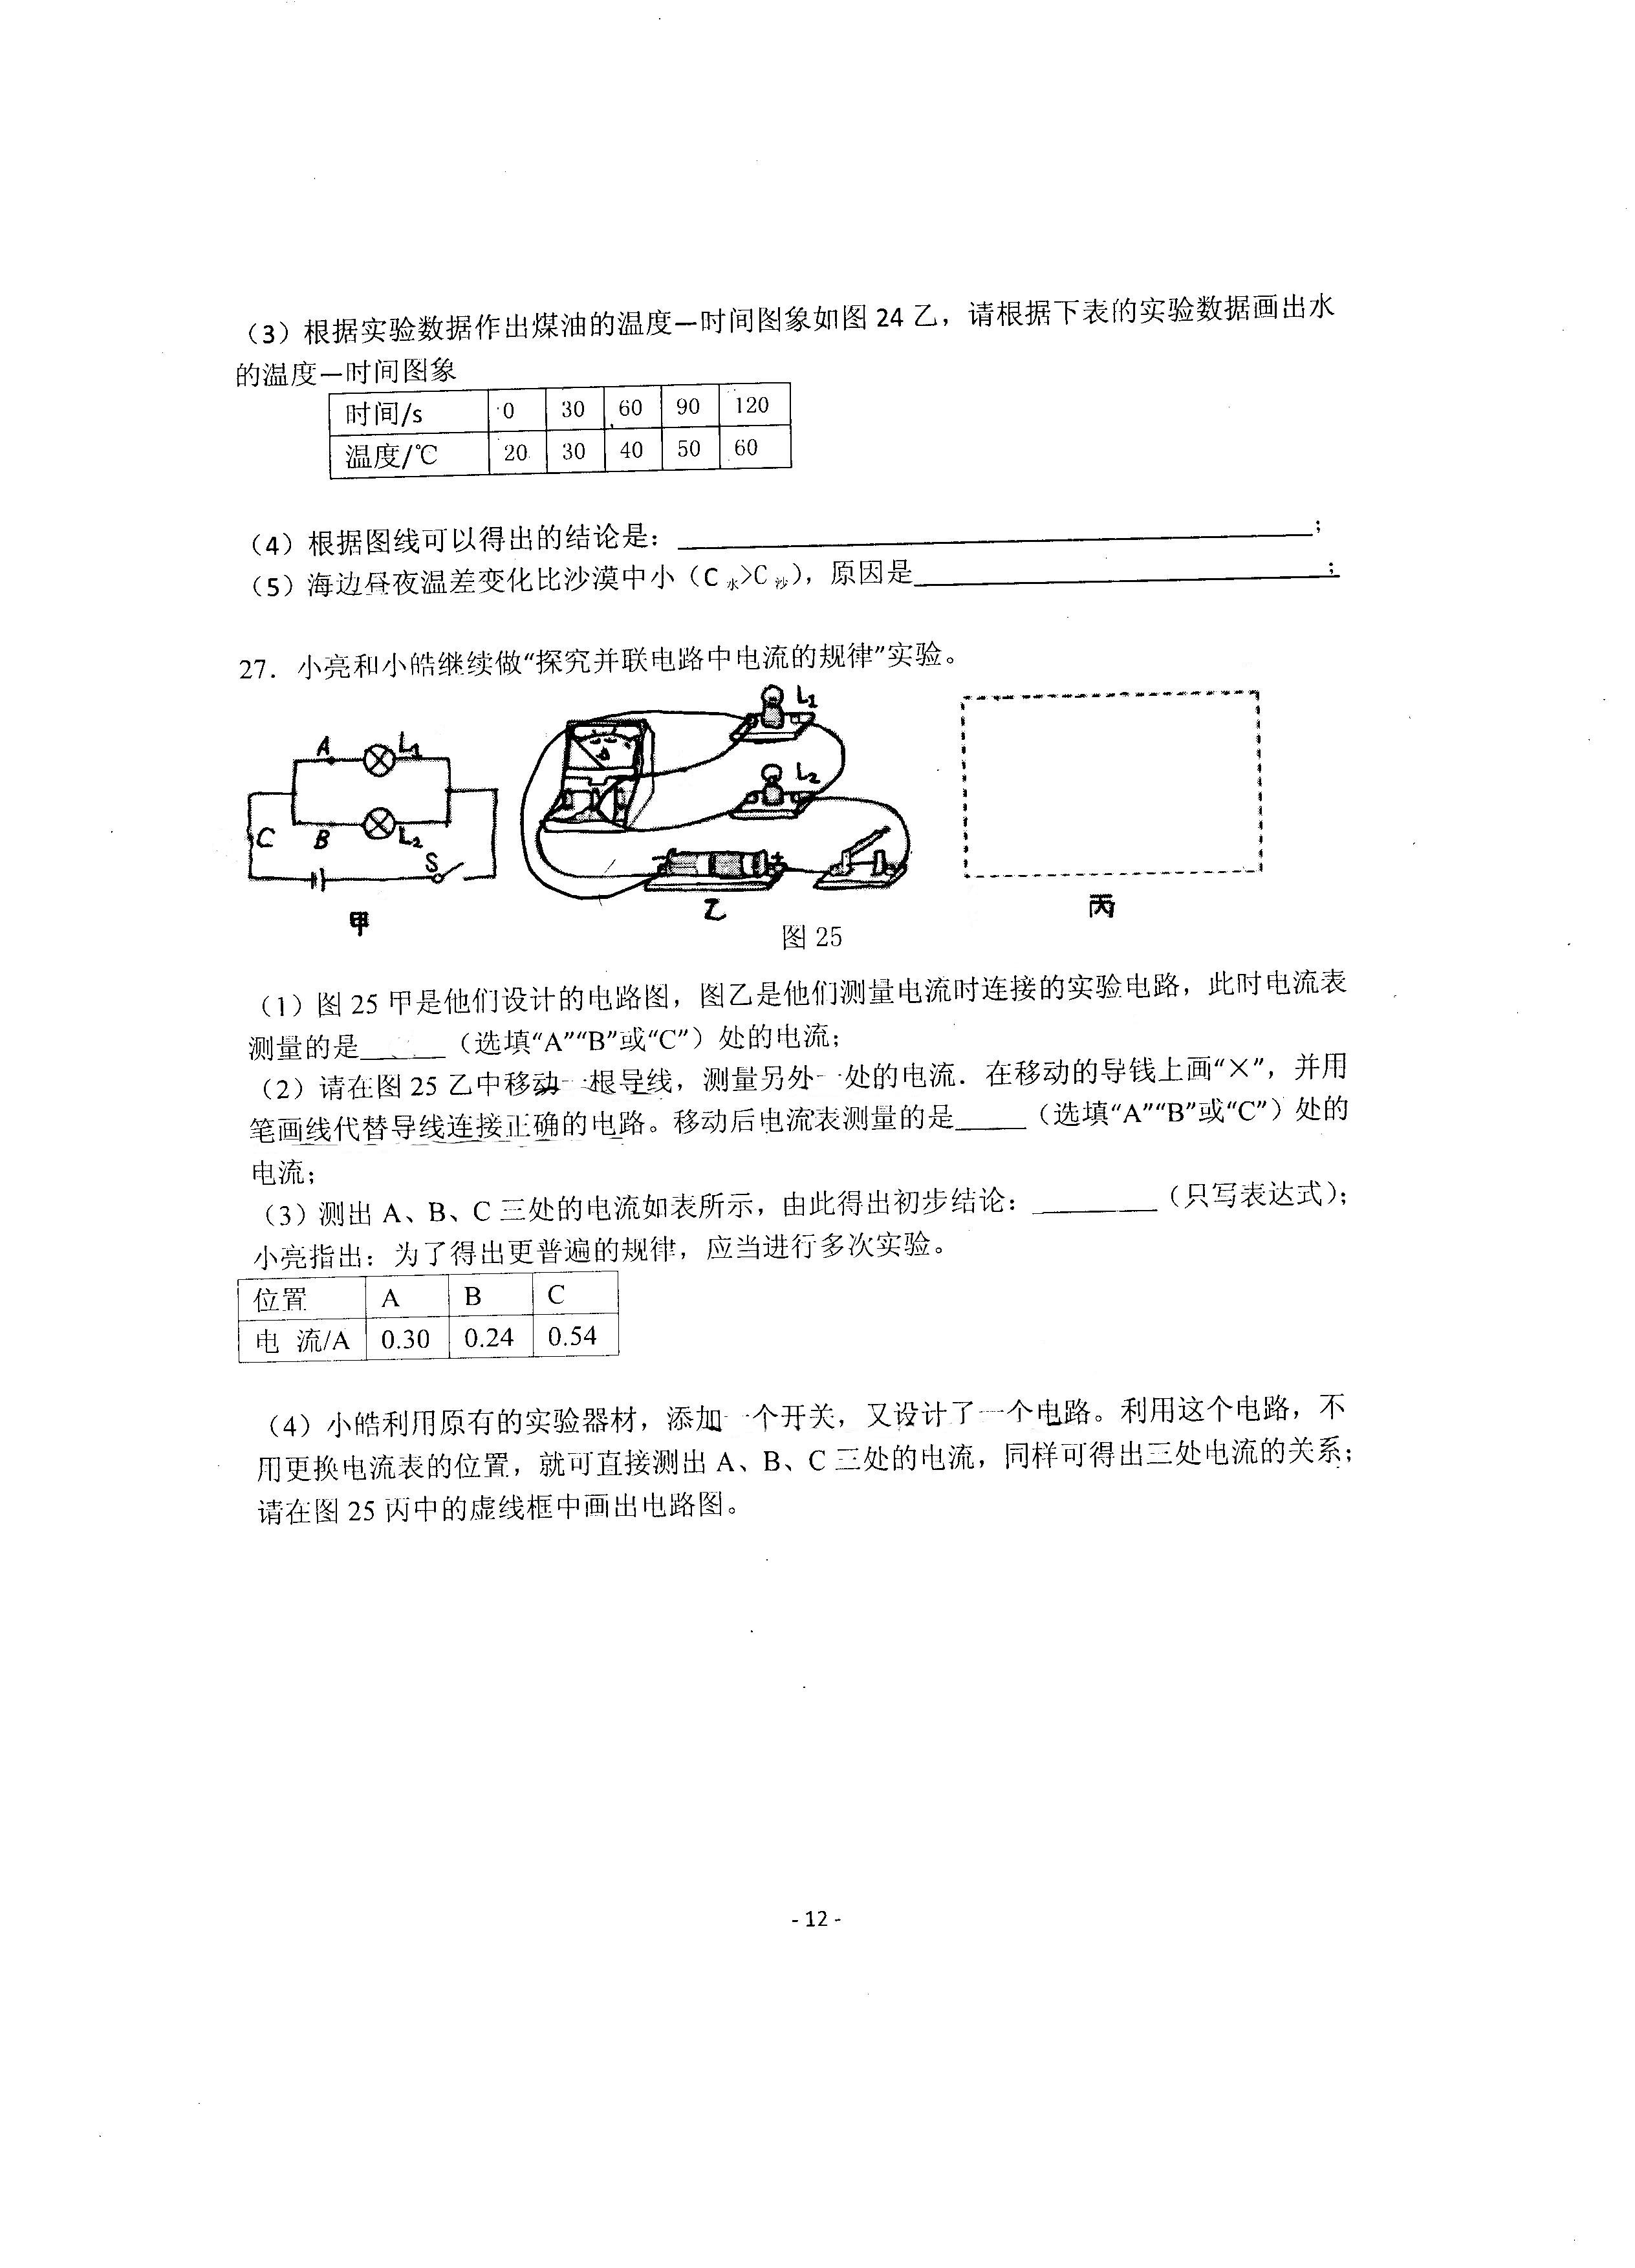 （3）根据实验数据作出煤油的温度—时间图象如图 24 乙，请根据下表的实验数据画出水
的温度—时间图象
时间/s 0 30 60 90 120
温度/℃ 20 30 40 50 60
（4）根据图线可以得出的结论是：____________________；
（5）海边昼夜温差变化比沙漠中小（C 水>C 沙），原因是____________________；
27．小亮和小皓继续做“探究并联电路中电流的规律”实验。
A L1
C B L2
S
甲
L1
L2
- +
乙
丙
图 25
（1）图 25 甲是他们设计的电路图，图乙是他们测量电流时连接的实验电路，此时电流表
测量的是______（选填“A”“B”或“C”）处的电流；
（2）请在图 25 乙中移动一根导线，测量另外一处的电流．在移动的导钱上画“×”，并用
笔画线代替导线连接正确的电路。移动后电流表测量的是_____（选填“A”“B”或“C”）处的
电流；
（3）测出 A、B、C 三处的电流如表所示，由此得出初步结论：_________（只写表达式）；
小亮指出：为了得出更普遍的规律，应当进行多次实验。
位置 A B C
电 流/A 0.30 0.24 0.54
（4）小皓利用原有的实验器材，添加一个开关，又设计了一个电路。利用这个电路，不
用更换电流表的位置，就可直接测出 A、B、C 三处的电流，同样可得出三处电流的关系；
请在图 25 丙中的虚线框中画出电路图。
- 12 -